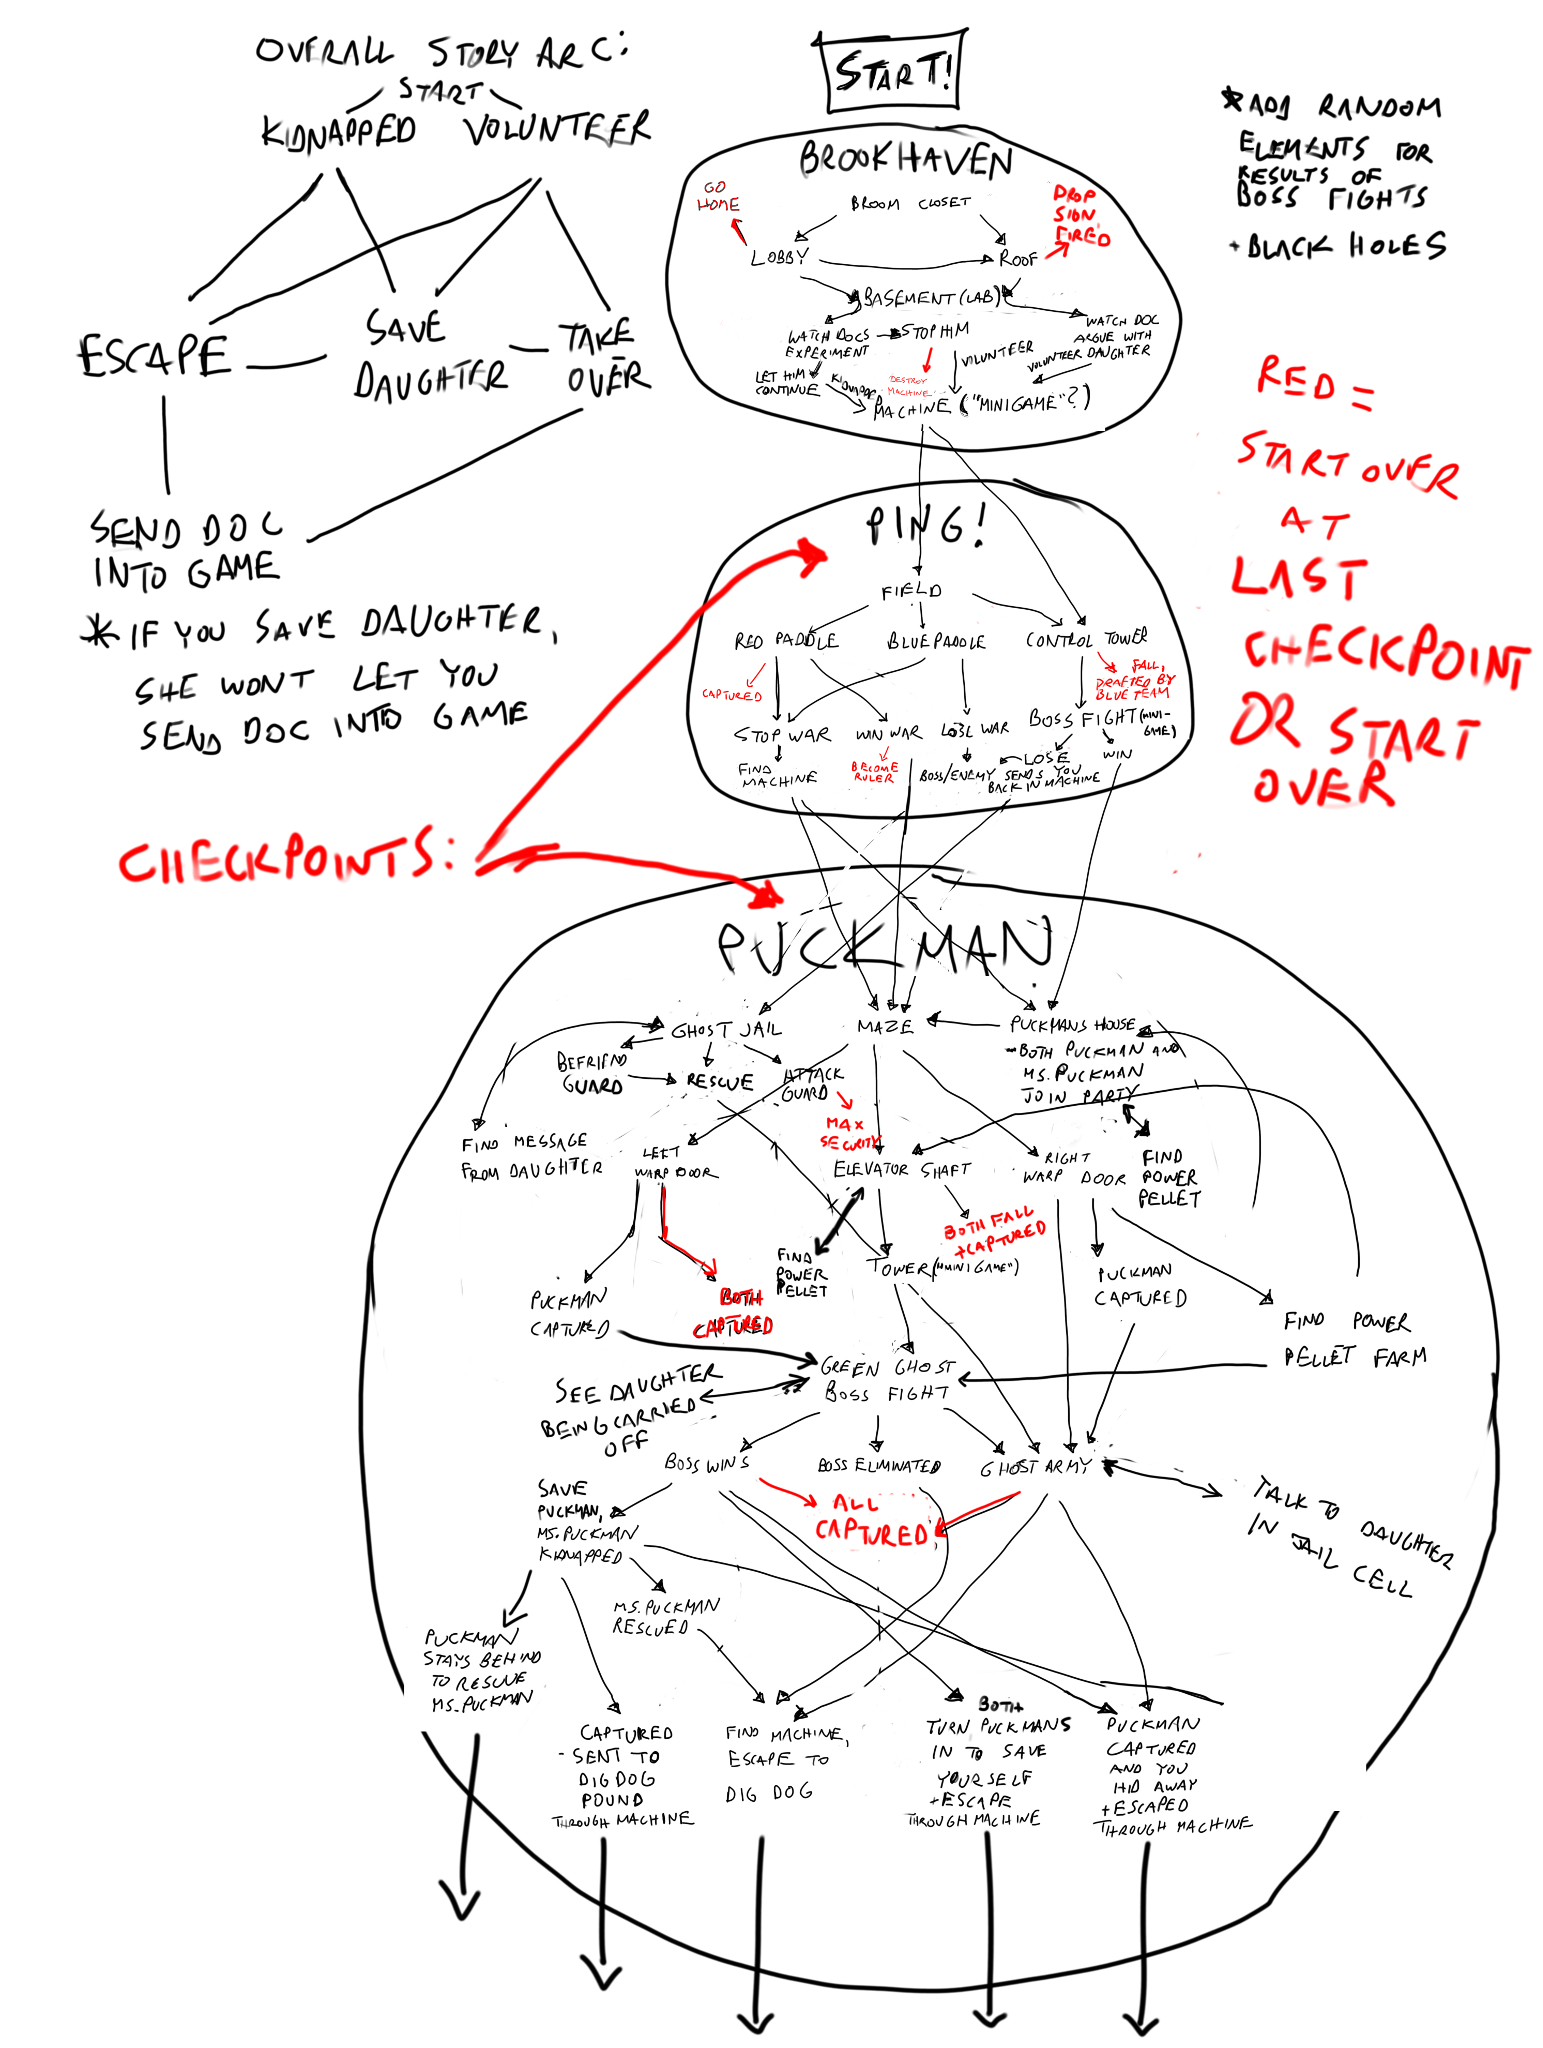 OVERALL STORY ARC:
START
KIDNAPPED VOLUNTEER
ESCAPE
SAVE
DAUGHTER
TAKE
OVER
SEND DOC
INTO GAME
* IF YOU SAVE DAUGHTER,
SHE WONT LET YOU
SEND DOC INTO GAME
CHECKPOINTS:
START!
* ADD RANDOM
ELEMENTS FOR
RESULTS OF
BOSS FIGHTS
+ BLACK HOLES
RED =
START OVER
AT
LAST
CHECKPOINT
OR START
OVER
BROOKHAVEN
GO
HOME
BROOM CLOSET
DROP
SIGN
FIRED
LOBBY
ROOF
BASEMENT (LAB)
WATCH DOCS
EXPERIMENT
STOP HIM
WATCH DOC
ARGUE WITH
DAUGHTER
VOLUNTEER
VOLUNTEER
LET HIM
CONTINUE
DESTROY
MACHINE
MACHINE ("MINIGAME"?)
PING!
FIELD
RED PADDLE
BLUE PADDLE
CONTROL TOWER
CAPTURED
FALL,
DRAFTED BY
BLUE TEAM
STOP WAR
WIN WAR
LOSE WAR
BOSS FIGHT (MINI-
GAME)
FIND
MACHINE
BECOME
RULER
LOSE
WIN
BOSS/ENEMY SENDS YOU
BACK IN MACHINE
PUCKMAN
GHOST JAIL
MAZE
PUCKMANS HOUSE
- BOTH PUCKMAN AND
MS. PUCKMAN
JOIN PARTY
BEFRIEND
GUARD
RESCUE
ATTACK
GUARD
MAX
SECURITY
FIND MESSAGE
FROM DAUGHTER
LEFT
WARP DOOR
ELEVATOR SHAFT
RIGHT
WARP DOOR
FIND
POWER
PELLET
BOTH FALL
+ CAPTURED
FIND
POWER
PELLET
TOWER ("MINIGAME")
PUCKMAN
CAPTURED
PUCKMAN
CAPTURED
BOTH
CAPTURED
FIND POWER
PELLET FARM
GREEN GHOST
BOSS FIGHT
SEE DAUGHTER
BEING CARRIED
OFF
BOSS WINS
BOSS ELIMINATED
GHOST ARMY
SAVE
PUCKMAN,
MS. PUCKMAN
KIDNAPPED
ALL
CAPTURED
TALK TO
DAUGHTER
IN JAIL CELL
MS. PUCKMAN
RESCUED
PUCKMAN
STAYS BEHIND
TO RESCUE
MS. PUCKMAN
CAPTURED
- SENT TO
DIG DOG
POUND
THROUGH MACHINE
FIND MACHINE,
ESCAPE TO
DIG DOG
BOTH
TURN PUCKMANS
IN TO SAVE
YOURSELF
+ ESCAPE
THROUGH MACHINE
PUCKMAN
CAPTURED
AND YOU
HID AWAY
+ ESCAPED
THROUGH MACHINE